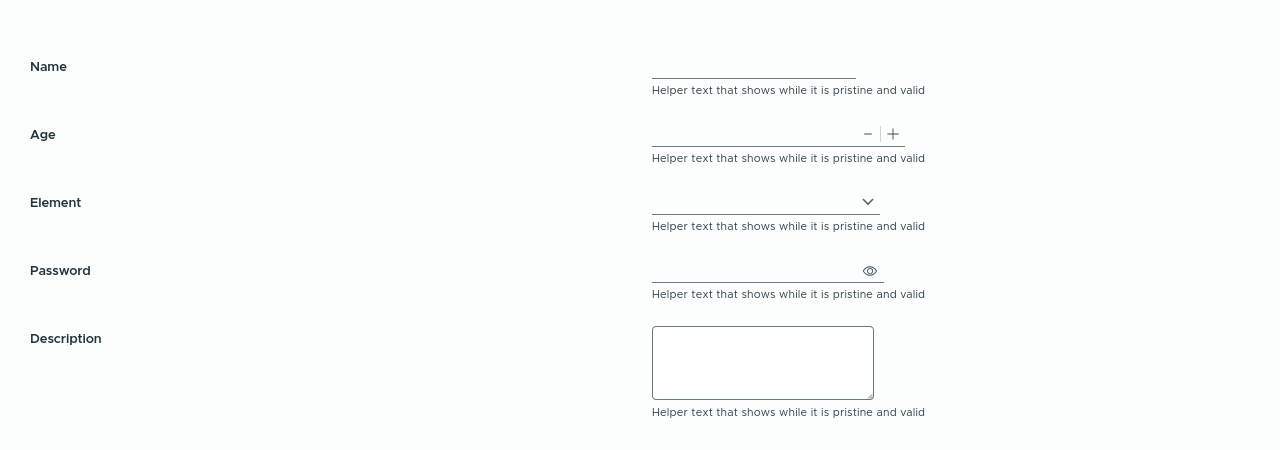 Name
Helper text that shows while it is pristine and valid
Age
Helper text that shows while it is pristine and valid
Element
Helper text that shows while it is pristine and valid
Password
Helper text that shows while it is pristine and valid
Description
Helper text that shows while it is pristine and valid